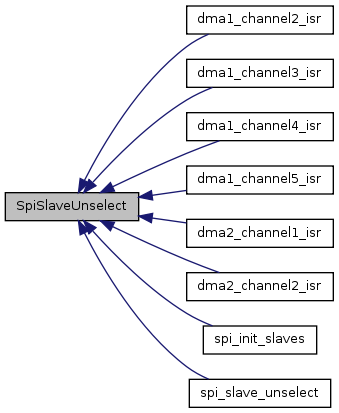 dma1_channel2_isr
dma1_channel3_isr
dma1_channel4_isr
dma1_channel5_isr
SpiSlaveUnselect
dma2_channel1_isr
dma2_channel2_isr
spi_init_slaves
spi_slave_unselect